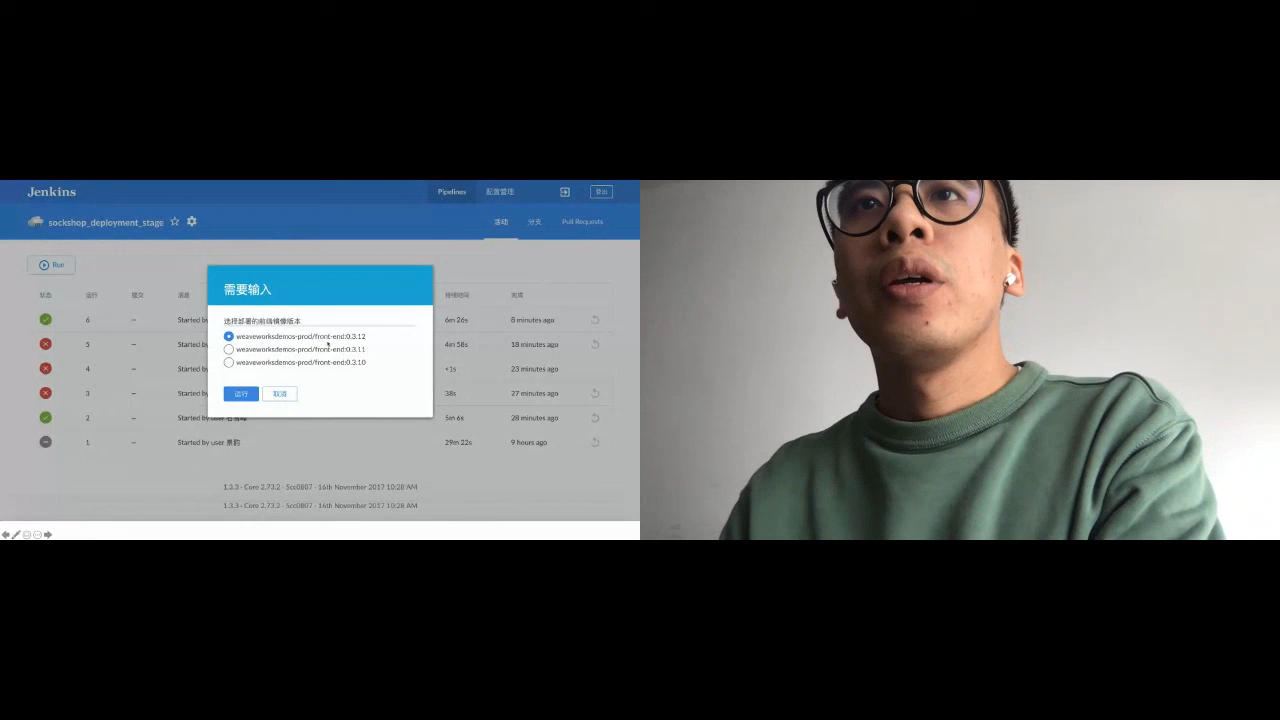 Jenkins
Pipelines 配置管理 登出
sockshop_deployment_stage 活动 分支 Pull Requests
Run
状态 运行 提交 消息 持续时间 完成
6 — Started by 6m 26s 8 minutes ago
5 — Started by 4m 58s 18 minutes ago
4 — Started by <1s 23 minutes ago
3 — Started by 38s 27 minutes ago
2 — Started by user 5m 6s 28 minutes ago
1 — Started by user 景韵 29m 22s 9 hours ago
需要输入
选择部署的前端镜像版本
weaveworksdemos-prod/front-end:0.3.12
weaveworksdemos-prod/front-end:0.3.11
weaveworksdemos-prod/front-end:0.3.10
运行 取消
1.3.3 · Core 2.73.2 · 5cc0807 · 16th November 2017 10:28 AM
1.3.3 · Core 2.73.2 · 5cc0807 · 16th November 2017 10:28 AM